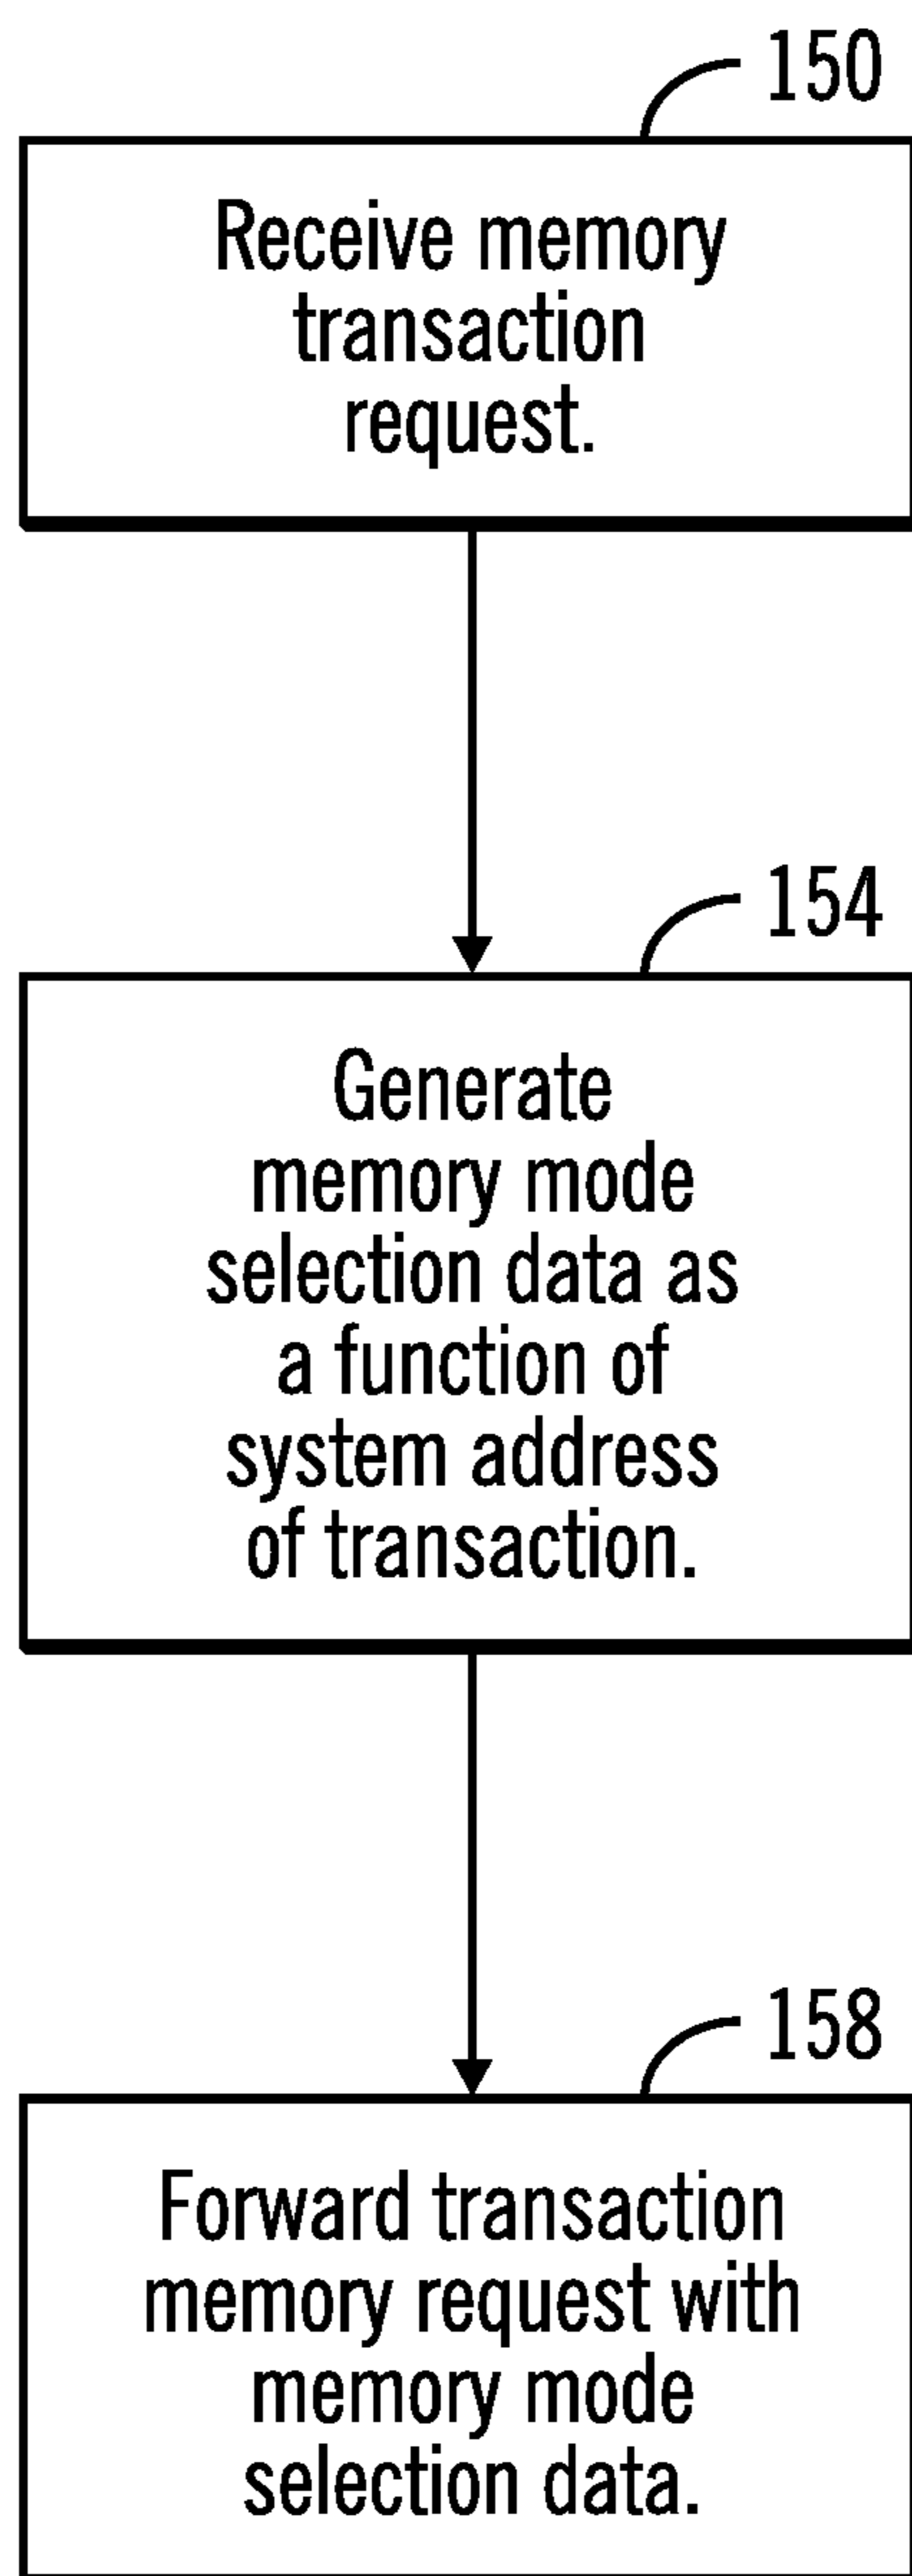 150
Receive memory
transaction
request.
154
Generate
memory mode
selection data as
a function of
system address
of transaction.
158
Forward transaction
memory request with
memory mode
selection data.